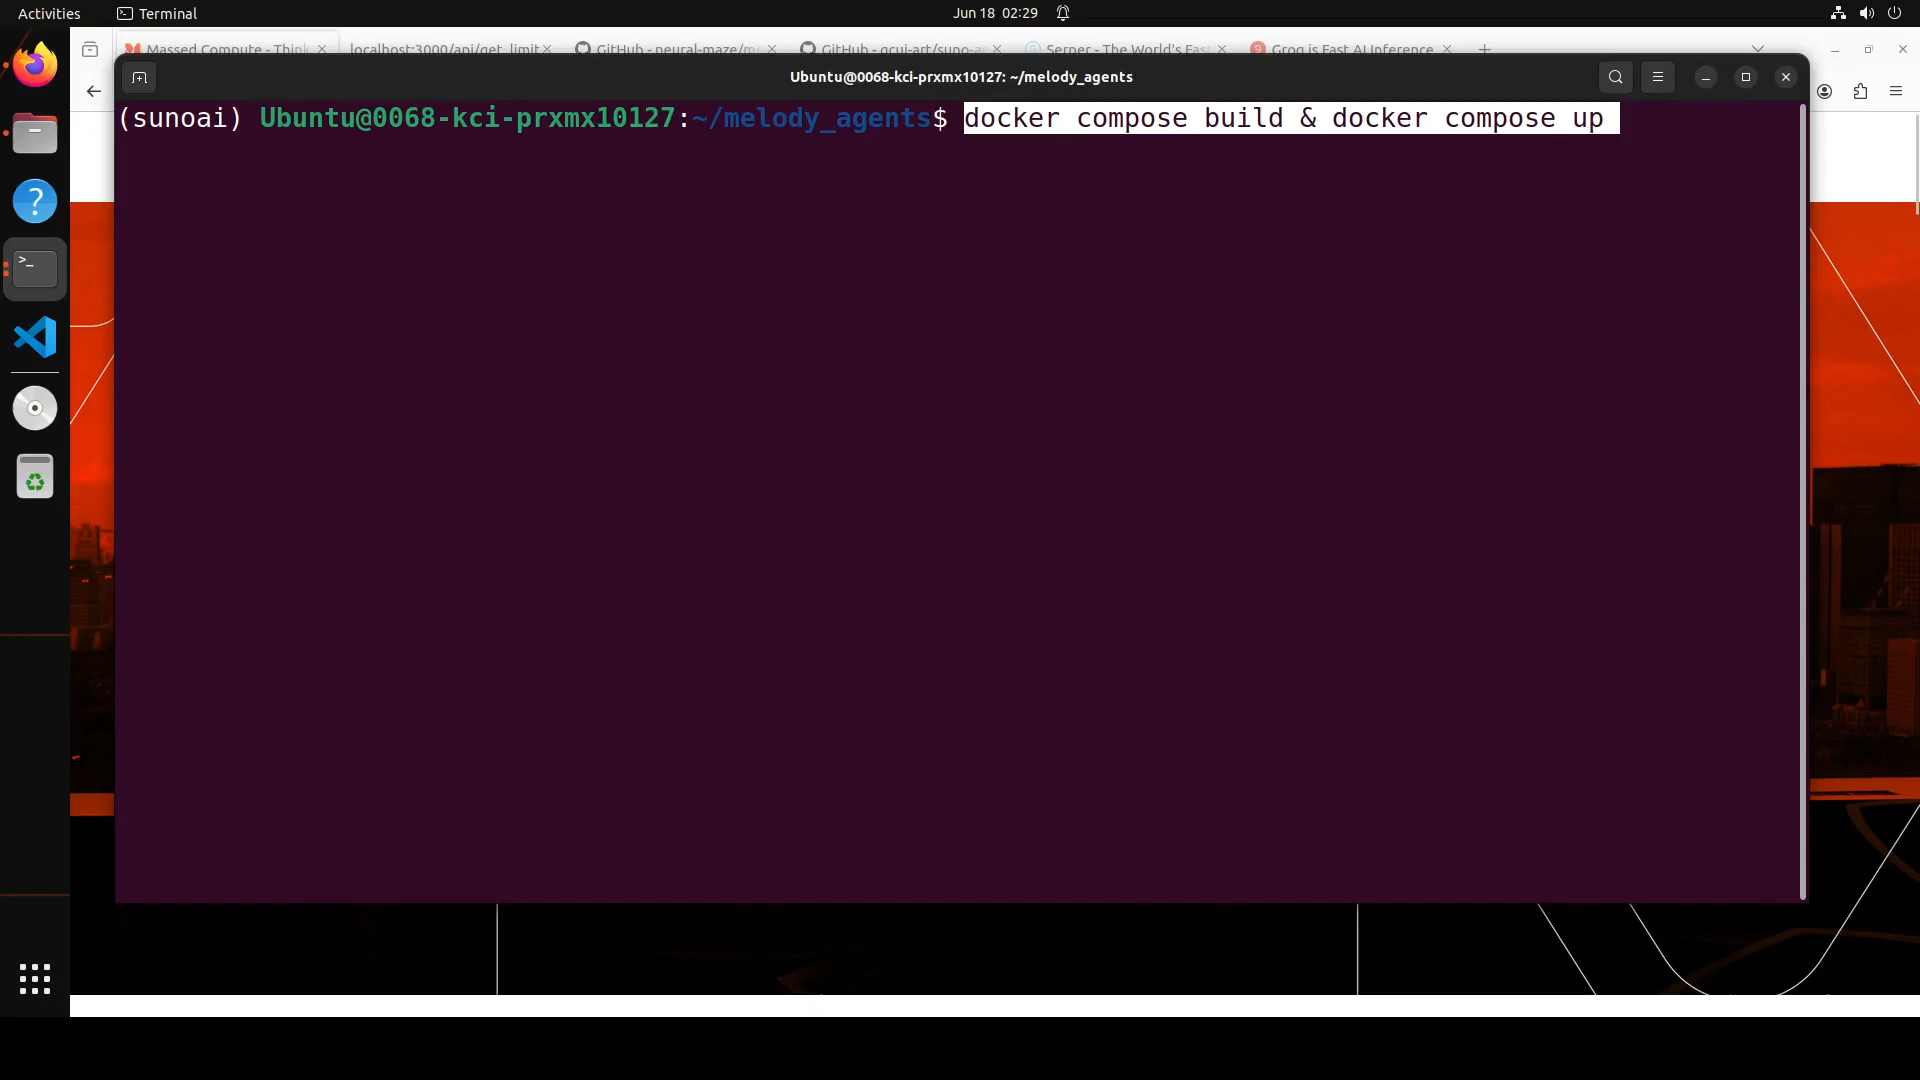 Activities
Terminal
Jun 18 02:29
Massed Compute - Think
localhost:3000/api/get_limit
GitHub - neural-maze/me
GitHub - gcui-art/suno-a
Serper - The World's Fast
Groq is Fast AI Inference
Ubuntu@0068-kci-prxmx10127: ~/melody_agents
(sunoai) Ubuntu@0068-kci-prxmx10127:~/melody_agents$ docker compose build & docker compose up